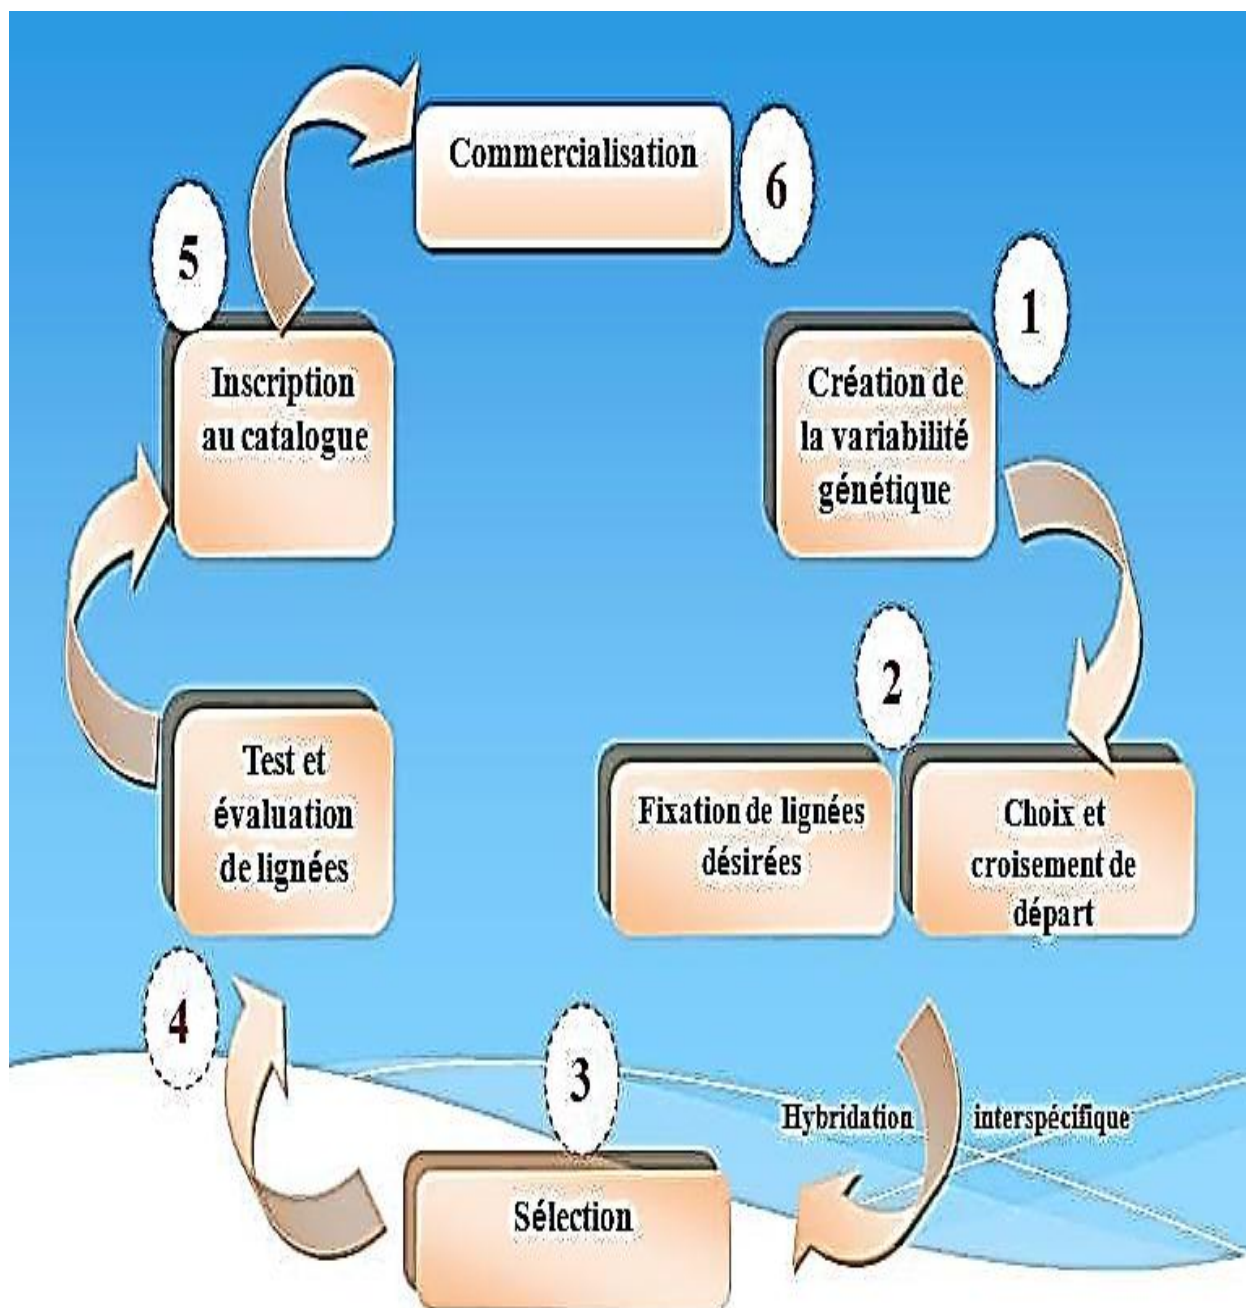 1
Création de
la variabilité
génétique
2
Choix et
croisement de
départ
Fixation de lignées
désirées
Hybridation interspécifique
3
Sélection
4
Test et
évaluation
de lignées
5
Inscription
au catalogue
6
Commercialisation